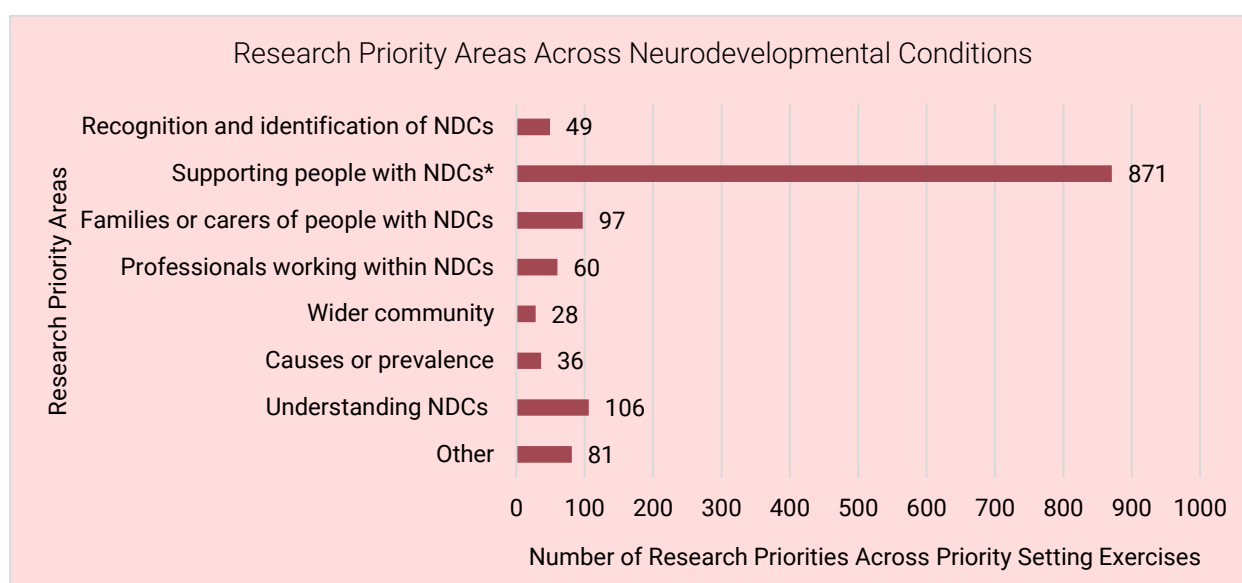 Research Priority Areas Across Neurodevelopmental Conditions
Research Priority Areas
Recognition and identification of NDCs 49
Supporting people with NDCs* 871
Families or carers of people with NDCs 97
Professionals working within NDCs 60
Wider community 28
Causes or prevalence 36
Understanding NDCs 106
Other 81
0 100 200 300 400 500 600 700 800 900 1000
Number of Research Priorities Across Priority Setting Exercises